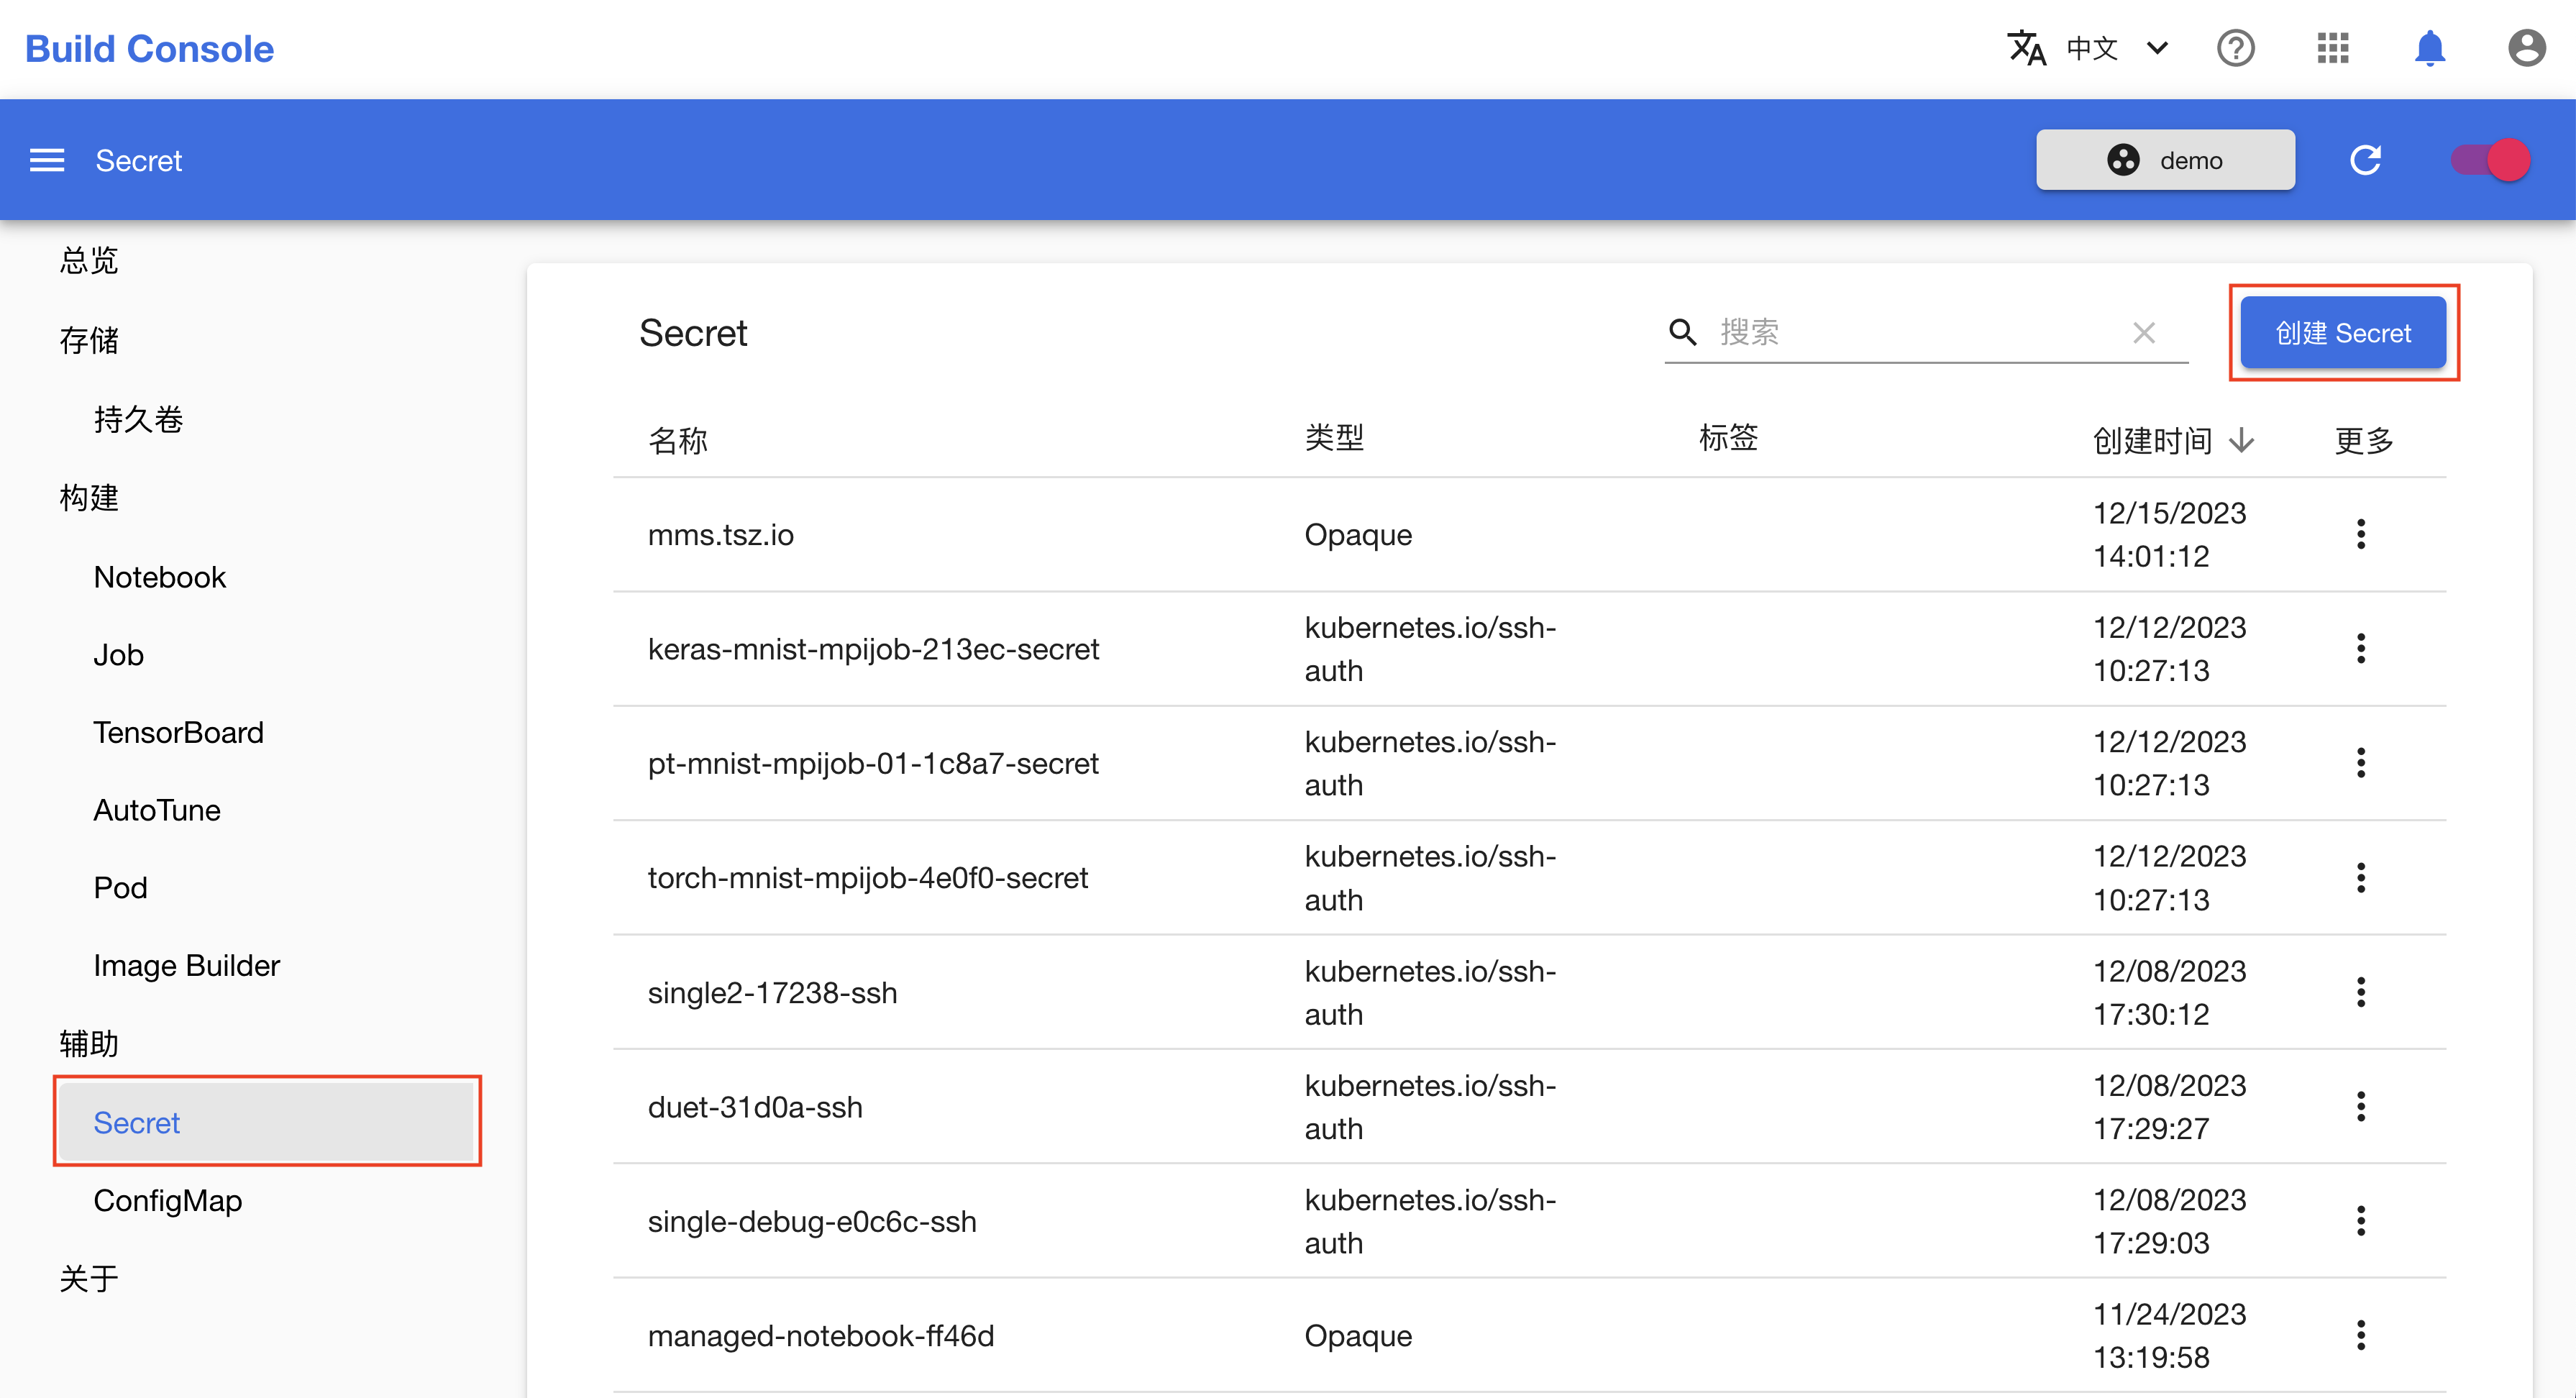 Build Console
中文
Secret
demo
总览
存储
持久卷
构建
Notebook
Job
TensorBoard
AutoTune
Pod
Image Builder
辅助
Secret
ConfigMap
关于
Secret
搜索
创建 Secret
名称 类型 标签 创建时间 更多
mms.tsz.io Opaque 12/15/2023
14:01:12
keras-mnist-mpijob-213ec-secret kubernetes.io/ssh-
auth 12/12/2023
10:27:13
pt-mnist-mpijob-01-1c8a7-secret kubernetes.io/ssh-
auth 12/12/2023
10:27:13
torch-mnist-mpijob-4e0f0-secret kubernetes.io/ssh-
auth 12/12/2023
10:27:13
single2-17238-ssh kubernetes.io/ssh-
auth 12/08/2023
17:30:12
duet-31d0a-ssh kubernetes.io/ssh-
auth 12/08/2023
17:29:27
single-debug-e0c6c-ssh kubernetes.io/ssh-
auth 12/08/2023
17:29:03
managed-notebook-ff46d Opaque 11/24/2023
13:19:58